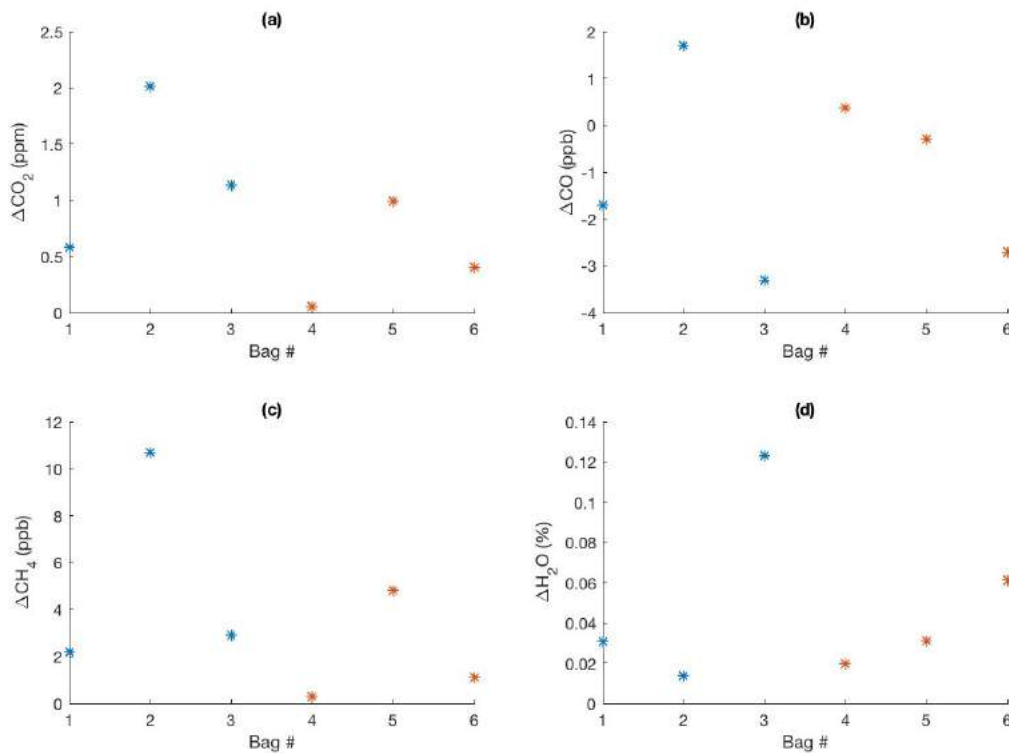 (a)
2.5
2
1.5
1
0.5
0
ΔCO₂ (ppm)
1 2 3 4 5 6
Bag #
(b)
2
1
0
-1
-2
-3
-4
ΔCO (ppb)
1 2 3 4 5 6
Bag #
(c)
12
10
8
6
4
2
0
ΔCH₄ (ppb)
1 2 3 4 5 6
Bag #
(d)
0.14
0.12
0.1
0.08
0.06
0.04
0.02
0
ΔH₂O (%)
1 2 3 4 5 6
Bag #